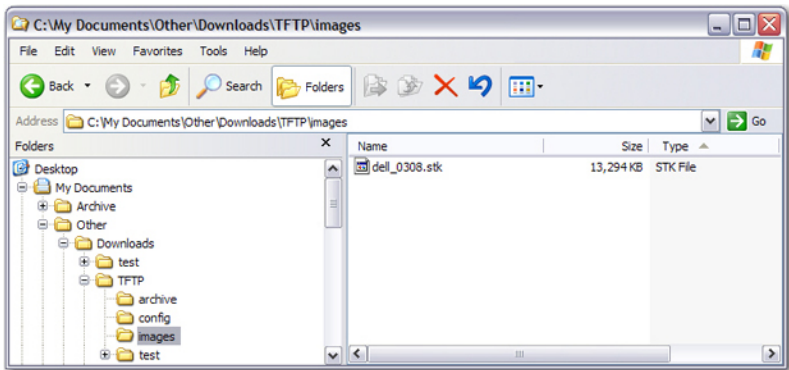 C:\My Documents\Other\Downloads\TFTP\images
File Edit View Favorites Tools Help
Back Search Folders
Address C:\My Documents\Other\Downloads\TFTP\images Go
Folders
Name Size Type
Desktop
My Documents
Archive
Other
Downloads
test
TFTP
archive
config
images
test
dell_0308.stk 13,294 KB STK File